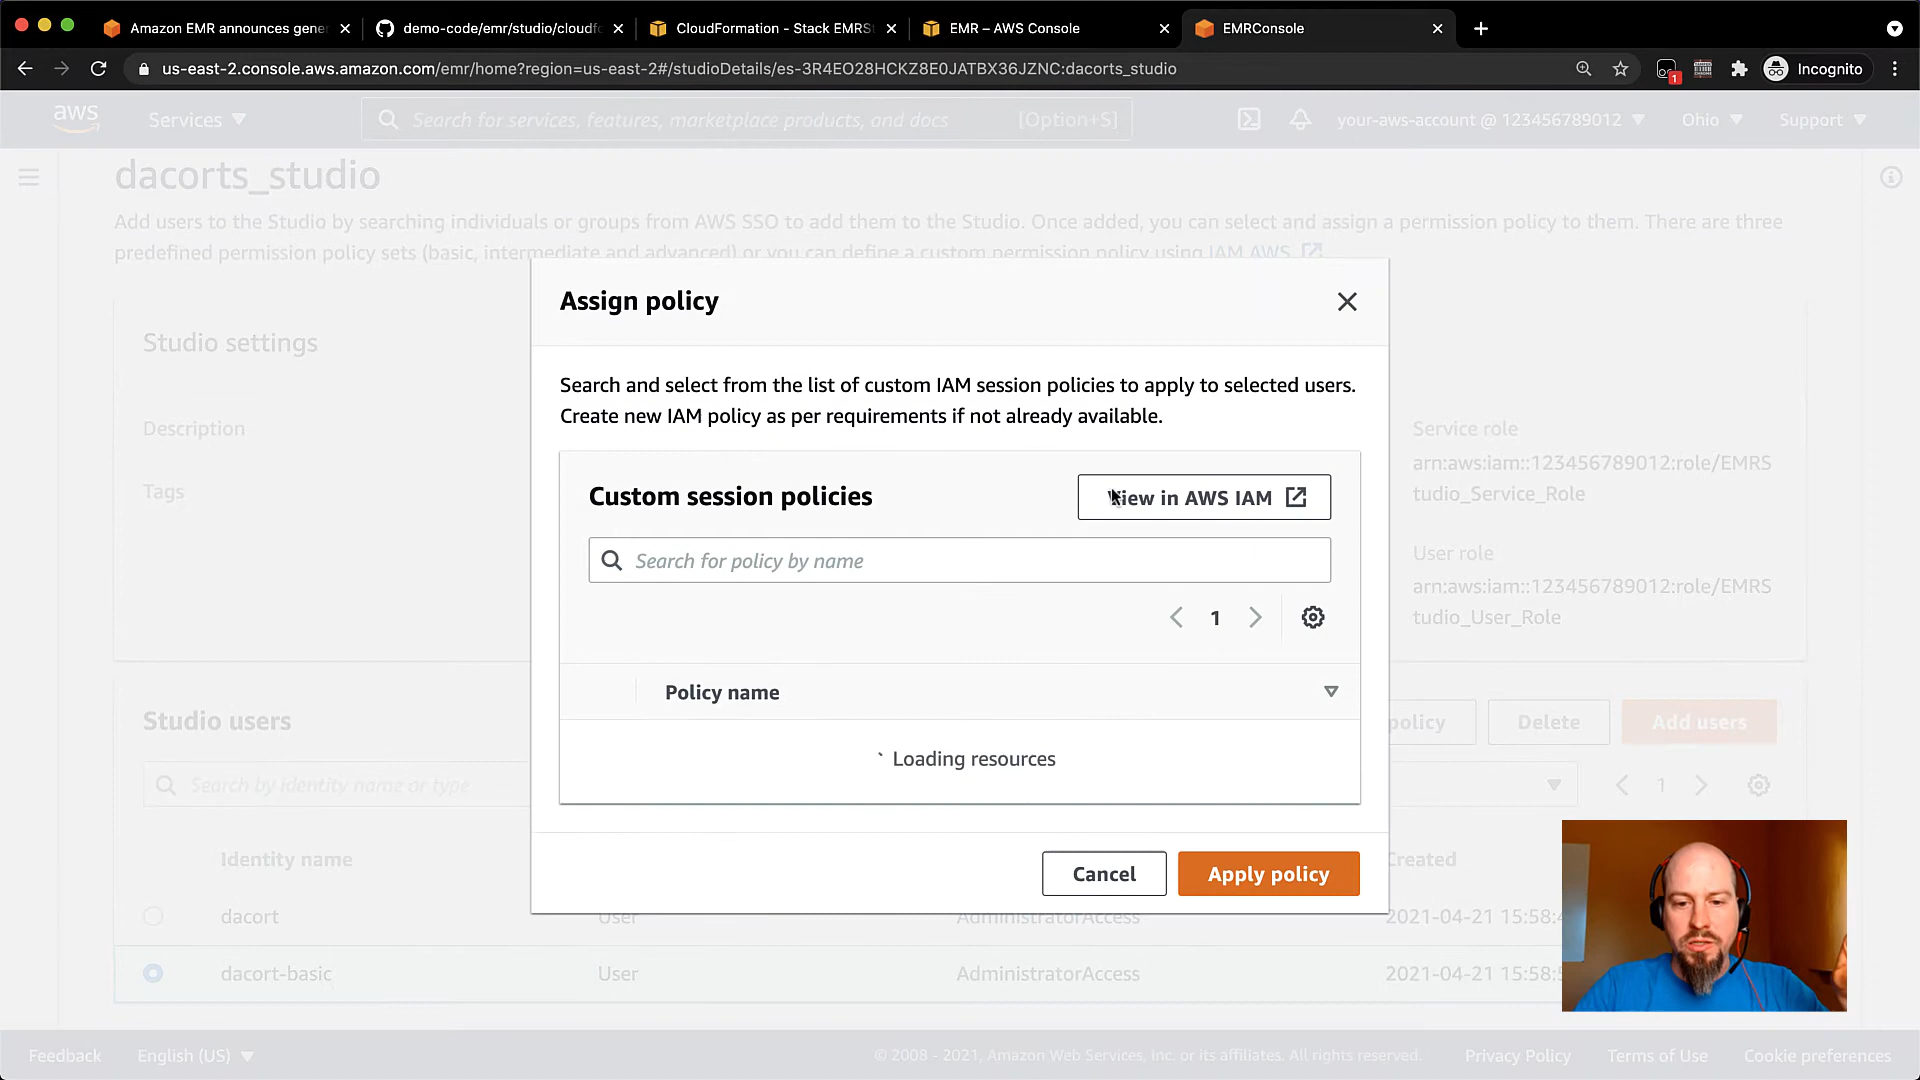 Amazon EMR announces gener
demo-code/emr/studio/cloudfo
CloudFormation - Stack EMRSt
EMR – AWS Console
EMRConsole
us-east-2.console.aws.amazon.com/emr/home?region=us-east-2#/studioDetails/es-3R4EO28HCKZ8E0JATBX36JZNC:dacorts_studio
1
Incognito
aws
Services
Search for services, features, marketplace products, and docs
[Option+S]
your-aws-account @ 123456789012
Ohio
Support
dacorts_studio
Add users to the Studio by searching individuals or groups from AWS SSO to add them to the Studio. Once added, you can select and assign a permission policy to them. There are three
predefined permission policy sets (basic, intermediate and advanced) or you can define a custom permission policy using IAM AWS
Assign policy
Search and select from the list of custom IAM session policies to apply to selected users.
Create new IAM policy as per requirements if not already available.
Custom session policies
View in AWS IAM
Search for policy by name
1
Policy name
Loading resources
Cancel
Apply policy
Studio settings
Description
Tags
Service role
arn:aws:iam::123456789012:role/EMRS
tudio_Service_Role
User role
arn:aws:iam::123456789012:role/EMRS
tudio_User_Role
Studio users
policy
Delete
Add users
Search by identity name or type
1
Identity name
Created
dacort
User
AdministratorAccess
2021-04-21 15:58:4
dacort-basic
User
AdministratorAccess
2021-04-21 15:58:5
Feedback
English (US)
© 2008 - 2021, Amazon Web Services, Inc. or its affiliates. All rights reserved.
Privacy Policy
Terms of Use
Cookie preferences